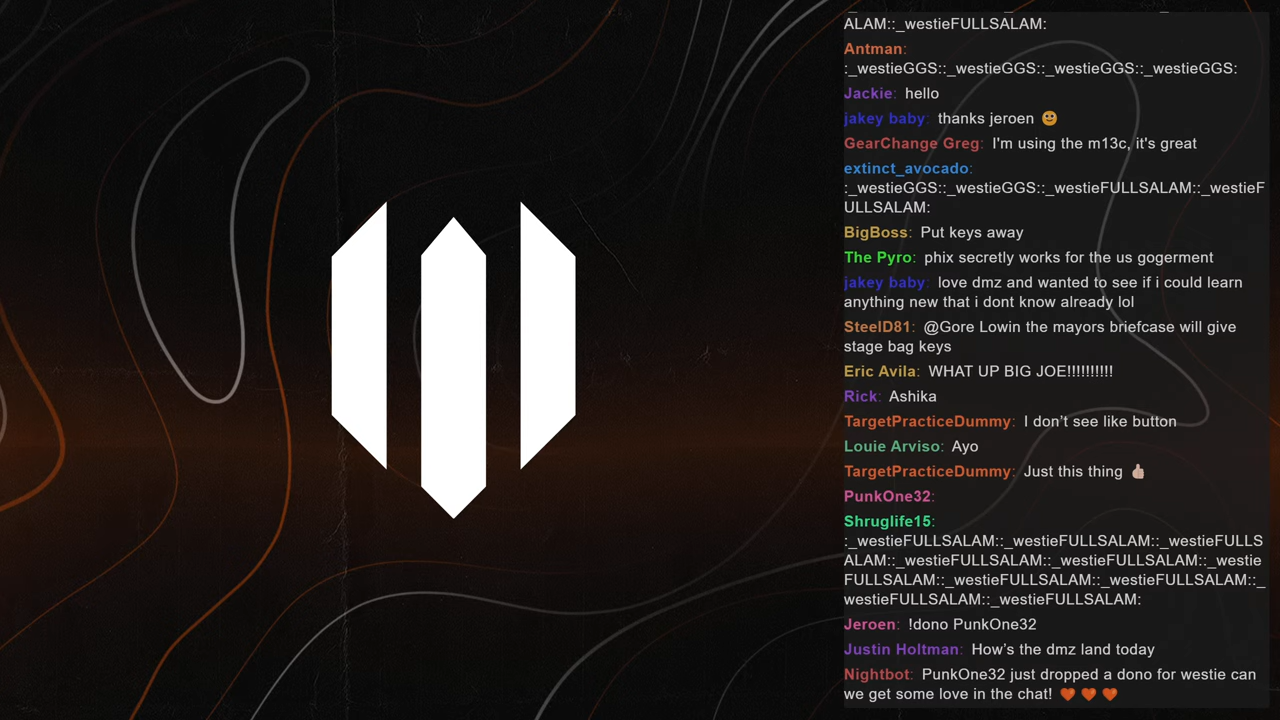 ALAM::_westieFULLSALAM:
Antman:
:_westieGGS::_westieGGS::_westieGGS::_westieGGS:
Jackie: hello
jakey baby: thanks jeroen 🙂
GearChange Greg: I'm using the m13c, it's great
extinct_avocado:
:_westieGGS::_westieGGS::_westieFULLSALAM::_westieF
ULLSALAM:
BigBoss: Put keys away
The Pyro: phix secretly works for the us gogerment
jakey baby: love dmz and wanted to see if i could learn
anything new that i dont know already lol
SteelD81: @Gore Lowin the mayors briefcase will give
stage bag keys
Eric Avila: WHAT UP BIG JOE!!!!!!!!!!
Rick: Ashika
TargetPracticeDummy: I don’t see like button
Louie Arviso: Ayo
TargetPracticeDummy: Just this thing 👍🏼
PunkOne32:
Shruglife15:
:_westieFULLSALAM::_westieFULLSALAM::_westieFULLS
ALAM::_westieFULLSALAM::_westieFULLSALAM::_westie
FULLSALAM::_westieFULLSALAM::_westieFULLSALAM::_
westieFULLSALAM::_westieFULLSALAM:
Jeroen: !dono PunkOne32
Justin Holtman: How’s the dmz land today
Nightbot: PunkOne32 just dropped a dono for westie can
we get some love in the chat! 🧡 🧡 🧡